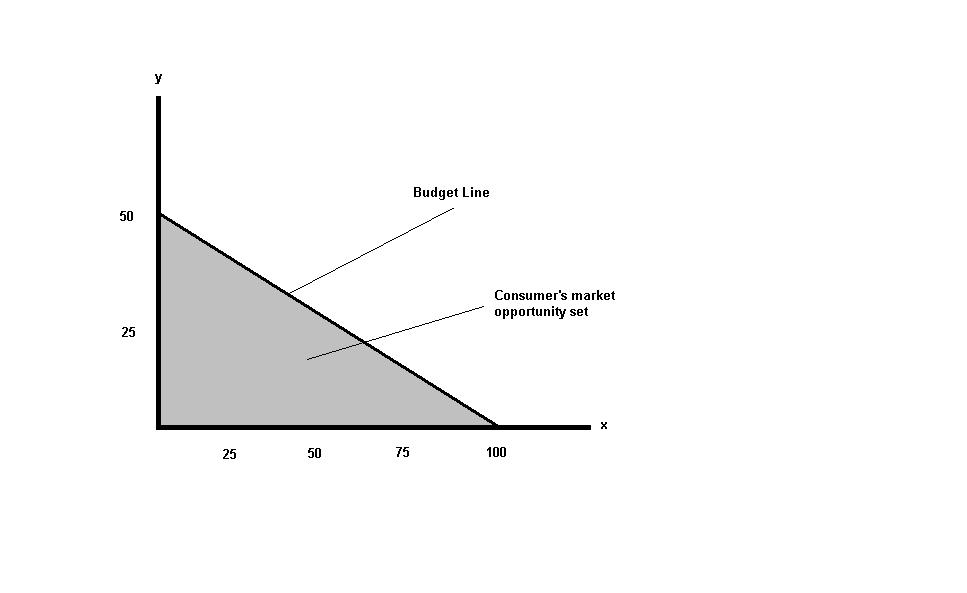 y
Budget Line
50
Consumer's market
opportunity set
25
x
25 50 75 100